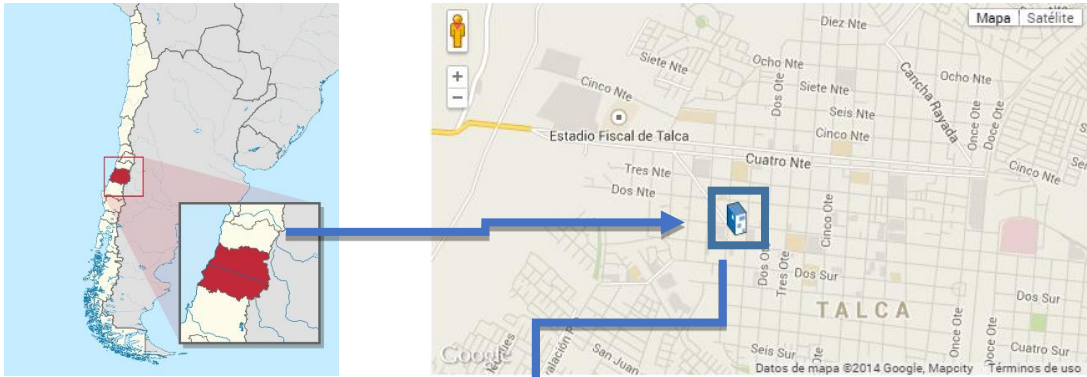 Mapa
Satélite
Diez Nte
Siete Nte
Ocho Nte
Cancha Rayada
Ocho Nte
Cinco Nte
Dos Ote
Seis Nte
Once Ote
Doce Ote
Estadio Fiscal de Talca
Cinco Nte
Cuatro Nte
Cinco Nte
Tres Nte
Dos Nte
Cinco Ote
Dos Ote
Tres Ote
Dos Sur
TALCA
Dos Sur
Once Ote
Google
San Juan
Seis Sur
Cuatro Sur
Datos de mapa ©2014 Google, Mapcity
Términos de uso